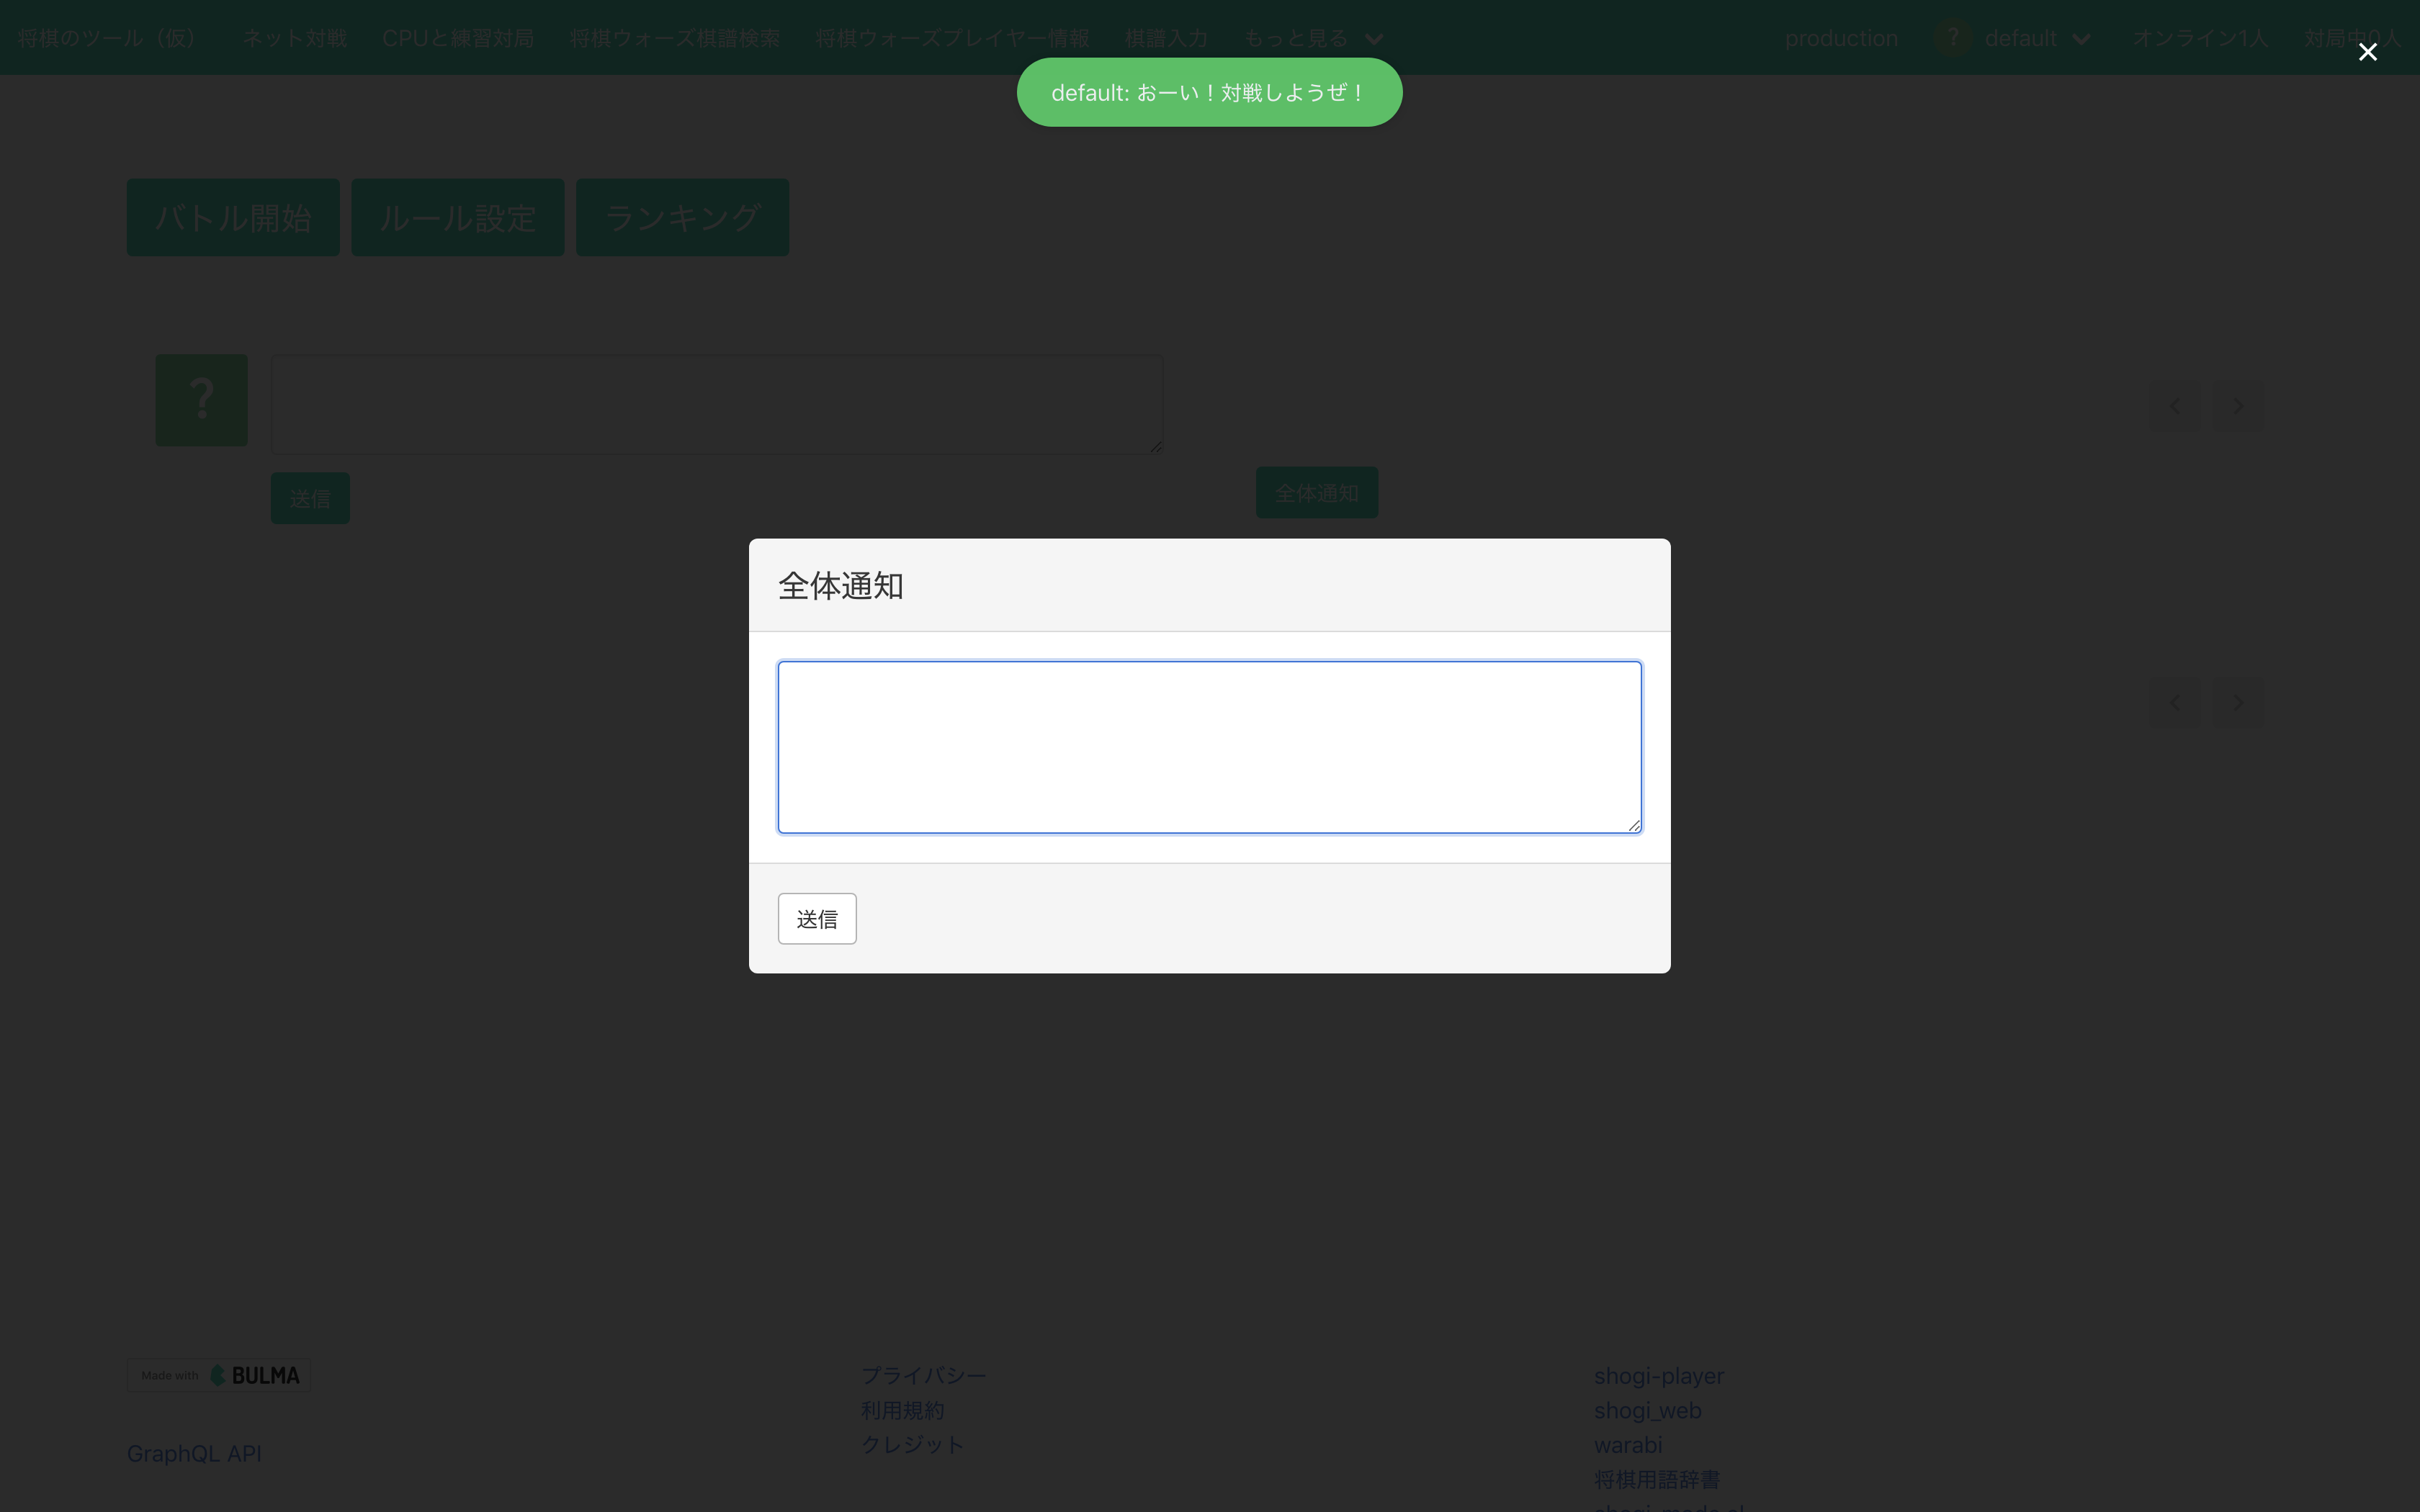 将棋のツール（仮） ネット対戦 CPUと練習対局 将棋ウォーズ棋譜検索 将棋ウォーズプレイヤー情報 棋譜入力 もっと見る production ? default オンライン1人 対局中0人
default: おーい！対戦しようぜ！
バトル開始 ルール設定 ランキング
?
送信
全体通知
全体通知
送信
Made with BULMA
GraphQL API
プライバシー
利用規約
クレジット
shogi-player
shogi_web
warabi
将棋用語辞書